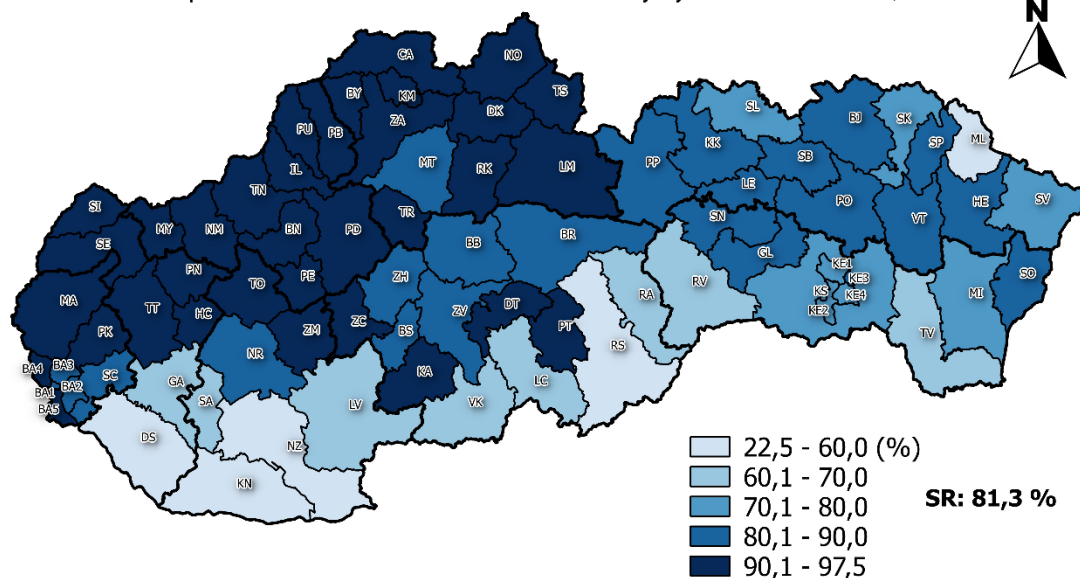 N
CA
NO
BY
KM
TS
ZA
DK
PU
PB
SL
BJ
SK
SP
ML
MT
RK
LM
PP
KK
SB
IL
TN
LE
PO
VT
HE
SV
SI
TR
SN
SE
MY
NM
BN
PD
BB
BR
GL
KE1
KE3
SO
PN
PE
ZH
RA
RV
KS
KE4
MI
MA
TT
TO
DT
KE2
HC
ZM
ZC
BS
ZV
PT
PK
TV
NR
RS
BA4
BA3
SC
BA2
GA
KA
LC
BA1
SA
LV
VK
BA5
DS
NZ
KN
22,5 - 60,0 (%)
60,1 - 70,0
70,1 - 80,0
80,1 - 90,0
90,1 - 97,5
SR: 81,3 %